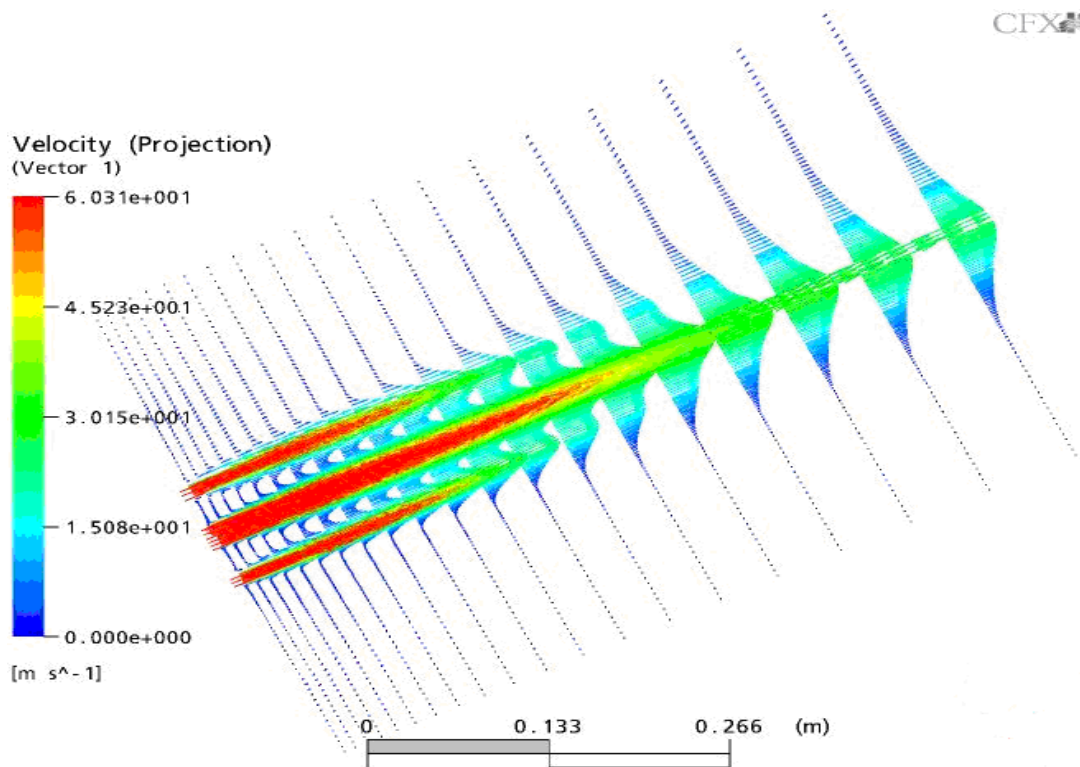 CFX
Velocity (Projection)
(Vector 1)
6.031e+001
4.523e+001
3.015e+001
1.508e+001
0.000e+000
[m s^-1]
0 0.133 0.266 (m)